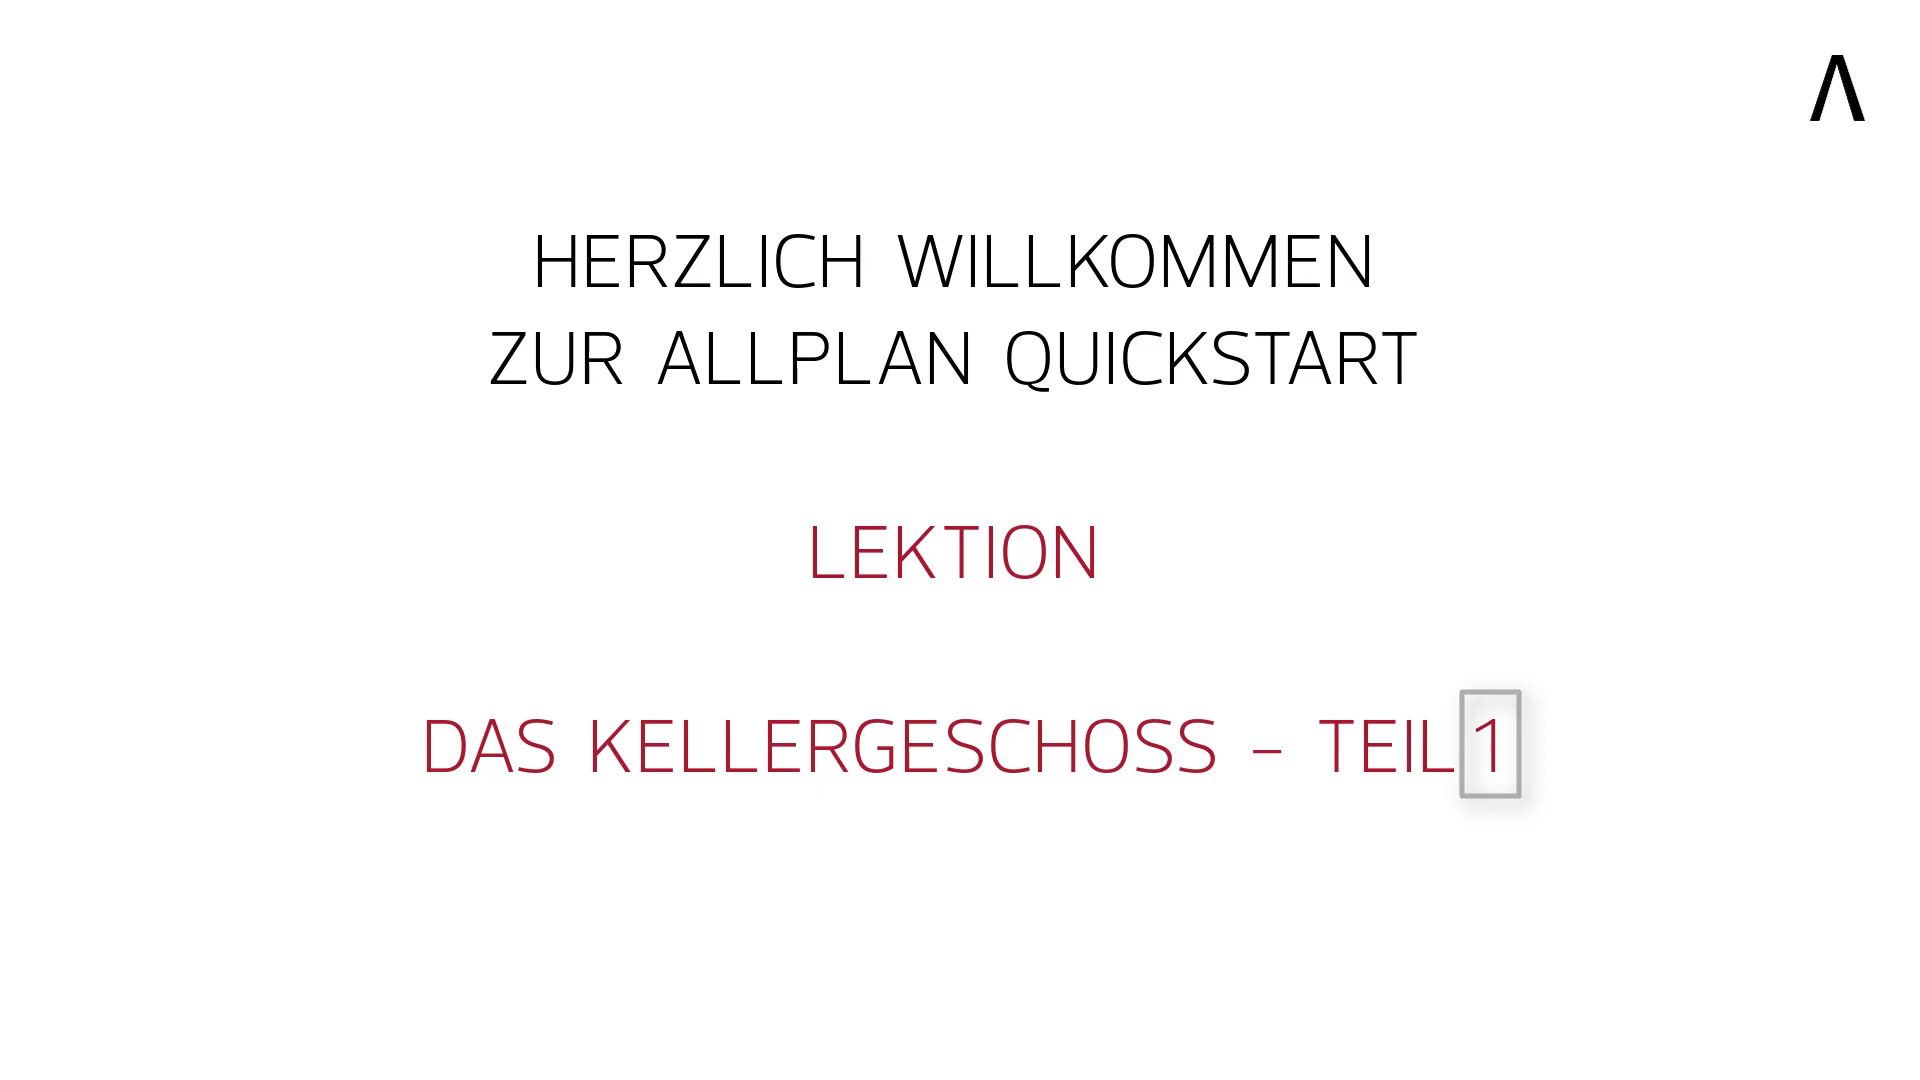 HERZLICH WILLKOMMEN
ZUR ALLPLAN QUICKSTART
LEKTION
DAS KELLERGESCHOSS – TEIL 1